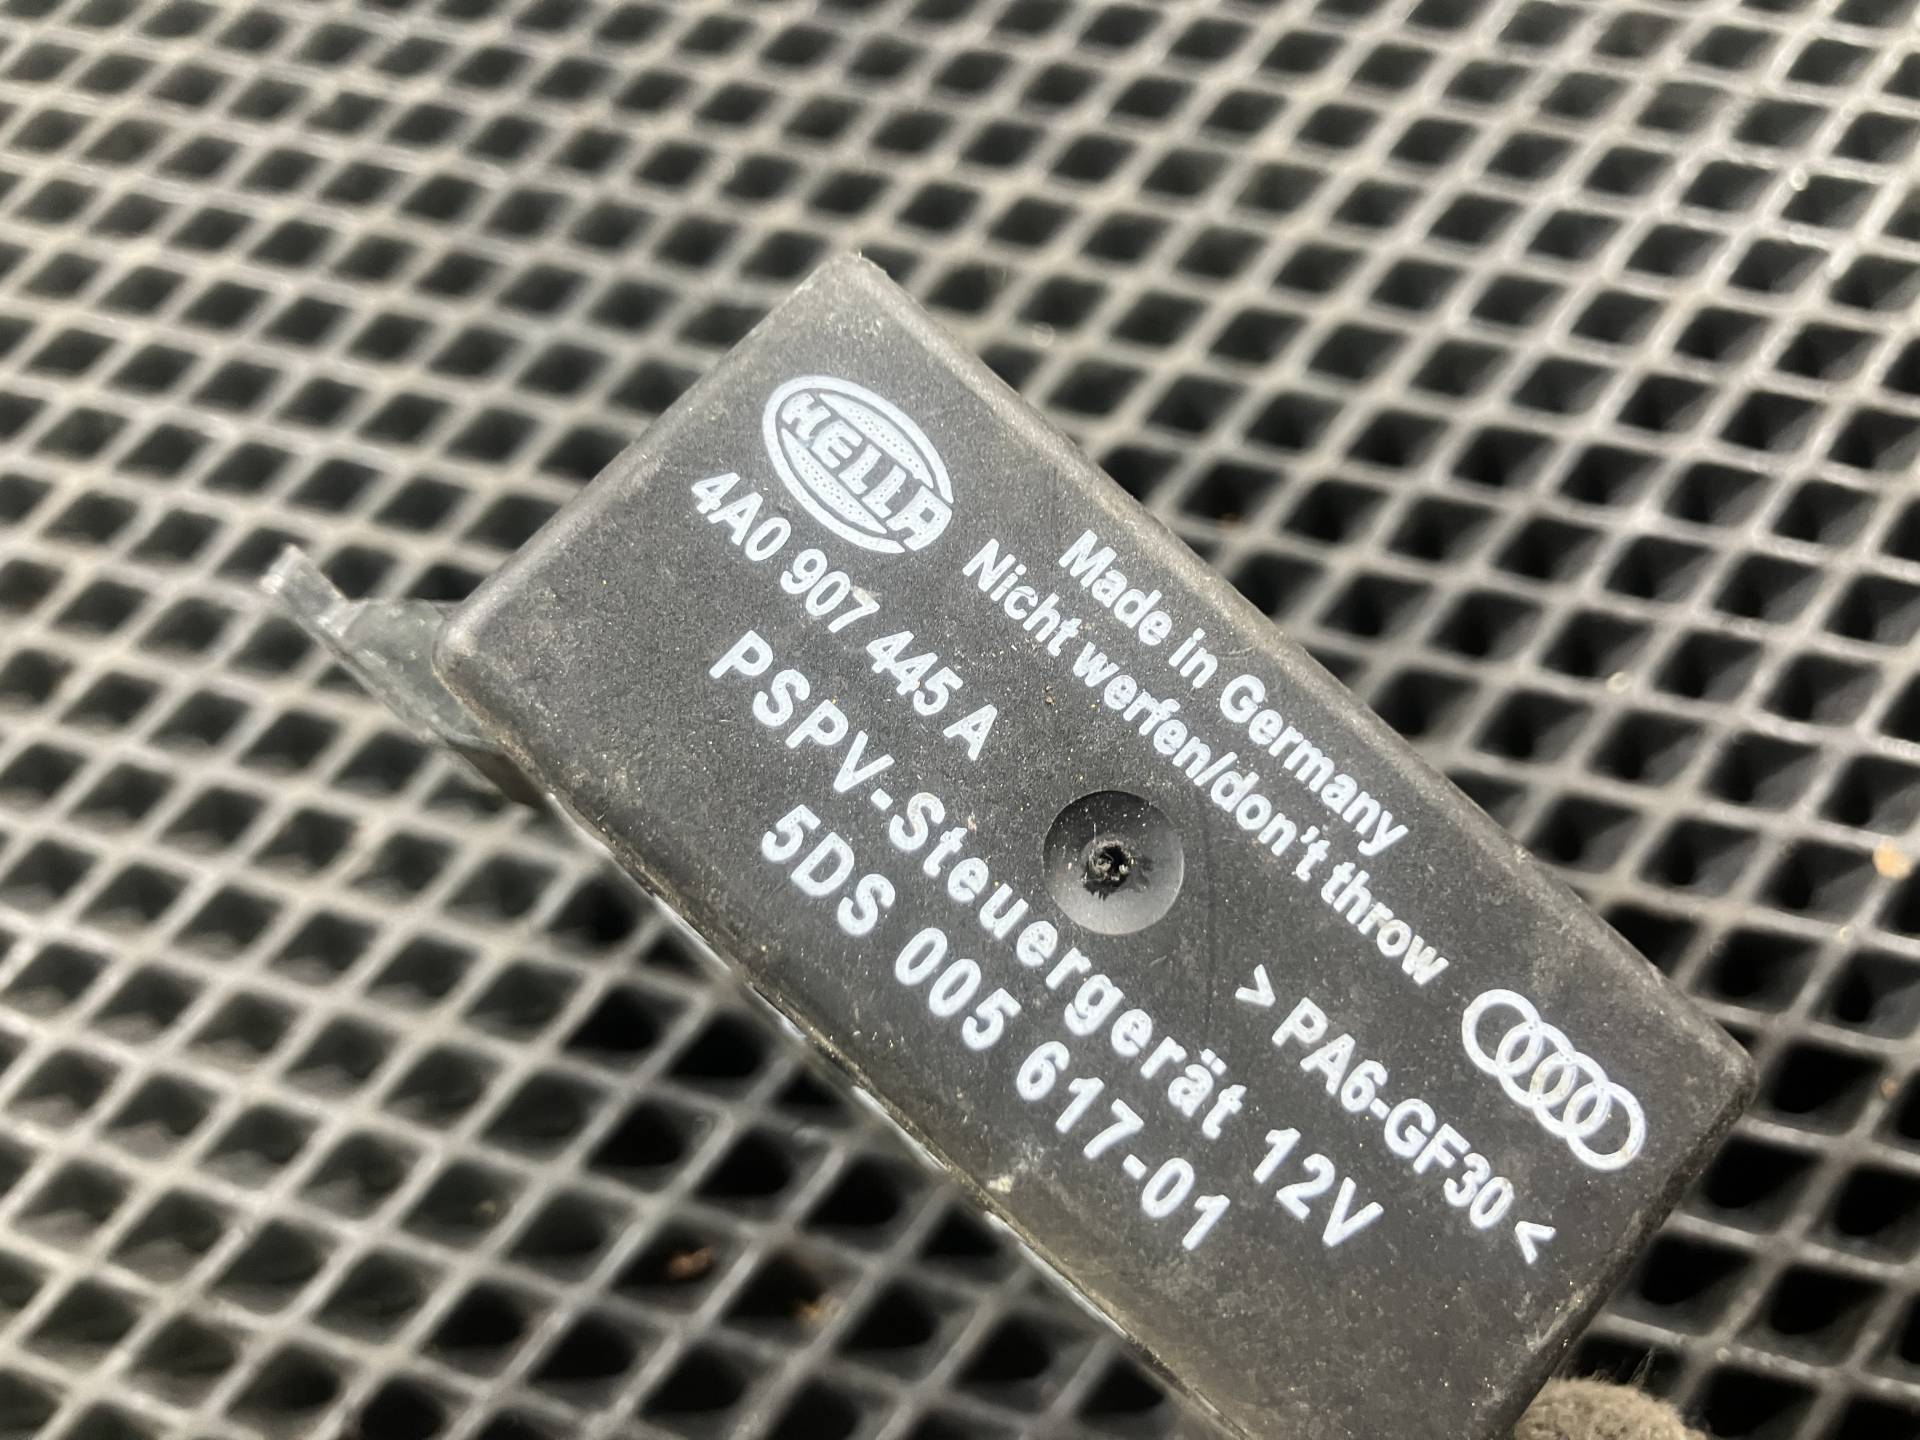 HELLA
Made in Germany
Nicht werfen/don't throw
4A0 907 445 A
PSPV-Steuergerät 12V
5DS 005 617-01
> PA6-GF30 <